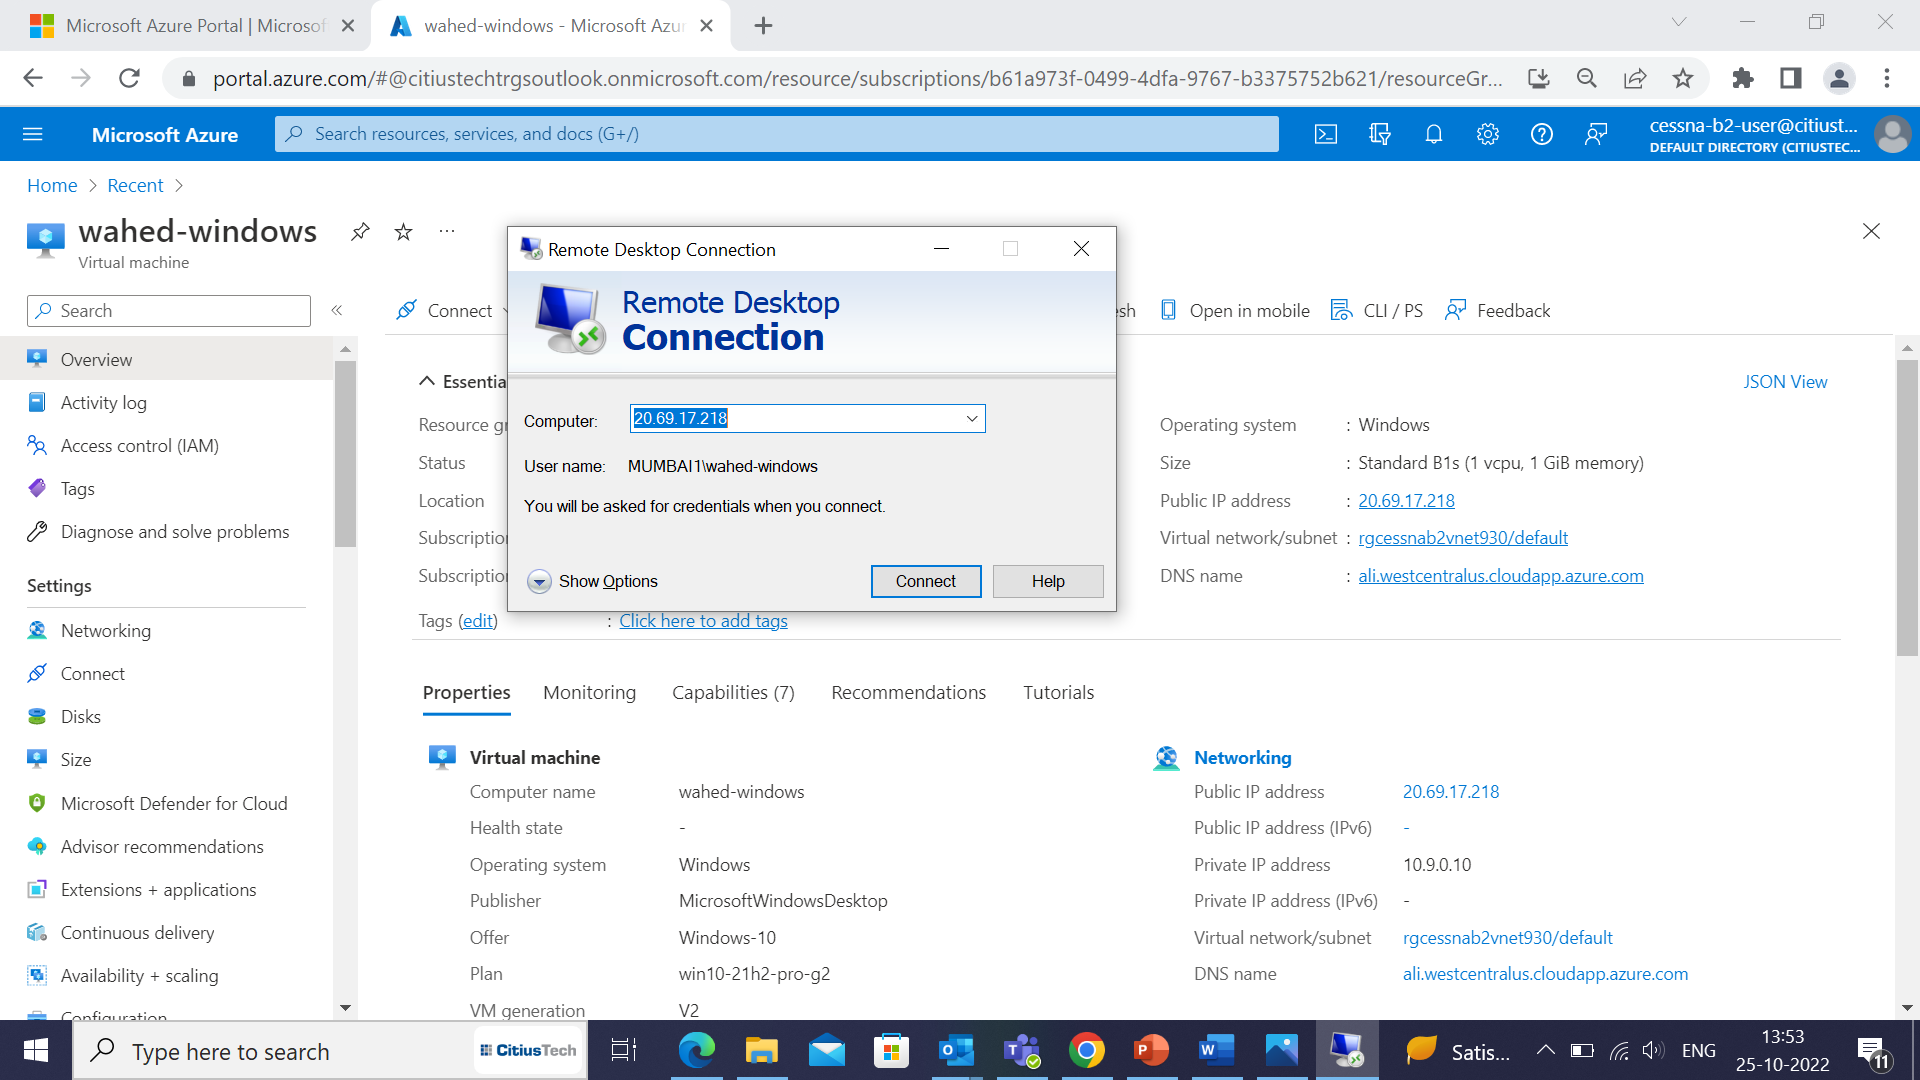 Microsoft Azure Portal | Microsof
wahed-windows - Microsoft Azur
portal.azure.com/#@citiustechtrgsoutlook.onmicrosoft.com/resource/subscriptions/b61a973f-0499-4dfa-9767-b3375752b621/resourceGr...
Microsoft Azure
Search resources, services, and docs (G+/)
cessna-b2-user@citiust...
DEFAULT DIRECTORY (CITIUSTEC...
Home > Recent >
wahed-windows
Virtual machine
Search
Connect
sh
Open in mobile
CLI / PS
Feedback
Overview
Activity log
Access control (IAM)
Tags
Diagnose and solve problems
Settings
Networking
Connect
Disks
Size
Microsoft Defender for Cloud
Advisor recommendations
Extensions + applications
Continuous delivery
Availability + scaling
Configuration
Remote Desktop Connection
Remote Desktop
Connection
Computer: 20.69.17.218
User name: MUMBAI1\wahed-windows
You will be asked for credentials when you connect.
Show Options
Connect
Help
Essentia
JSON View
Resource gr
Status
Location
Subscription
Subscription
Tags (edit) : Click here to add tags
Operating system : Windows
Size : Standard B1s (1 vcpu, 1 GiB memory)
Public IP address : 20.69.17.218
Virtual network/subnet : rgcessnab2vnet930/default
DNS name : ali.westcentralus.cloudapp.azure.com
Properties Monitoring Capabilities (7) Recommendations Tutorials
Virtual machine
Computer name wahed-windows
Health state -
Operating system Windows
Publisher MicrosoftWindowsDesktop
Offer Windows-10
Plan win10-21h2-pro-g2
VM generation V2
Networking
Public IP address 20.69.17.218
Public IP address (IPv6) -
Private IP address 10.9.0.10
Private IP address (IPv6) -
Virtual network/subnet rgcessnab2vnet930/default
DNS name ali.westcentralus.cloudapp.azure.com
Type here to search
CitiusTech
Satis...
ENG
13:53
25-10-2022
11